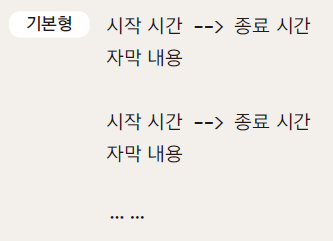 기본형
시작 시간 --> 종료 시간
자막 내용
시작 시간 --> 종료 시간
자막 내용
... ...